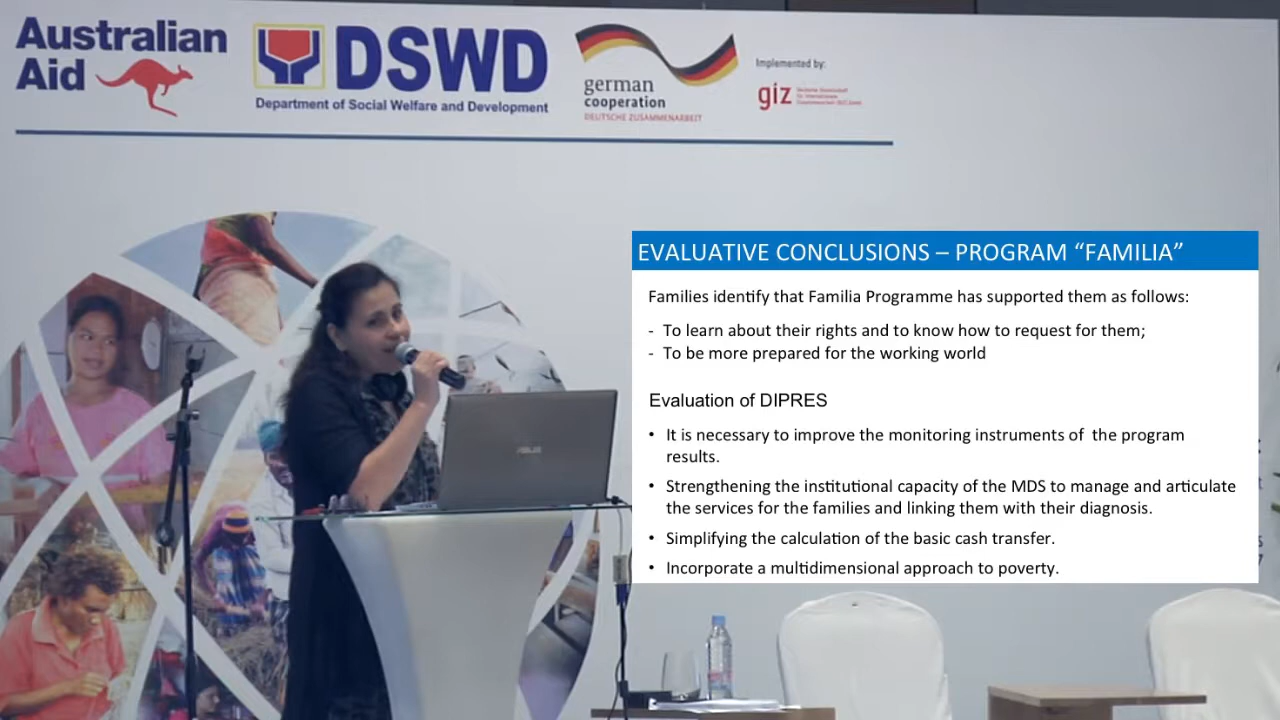 Australian
Aid
DSWD
Department of Social Welfare and Development
german
cooperation
DEUTSCHE ZUSAMMENARBEIT
Implemented by:
giz
EVALUATIVE CONCLUSIONS – PROGRAM “FAMILIA”
Families identify that Familia Programme has supported them as follows:
- To learn about their rights and to know how to request for them;
- To be more prepared for the working world
Evaluation of DIPRES
• It is necessary to improve the monitoring instruments of the program
results.
• Strengthening the institutional capacity of the MDS to manage and articulate
the services for the families and linking them with their diagnosis.
• Simplifying the calculation of the basic cash transfer.
• Incorporate a multidimensional approach to poverty.
ASUS